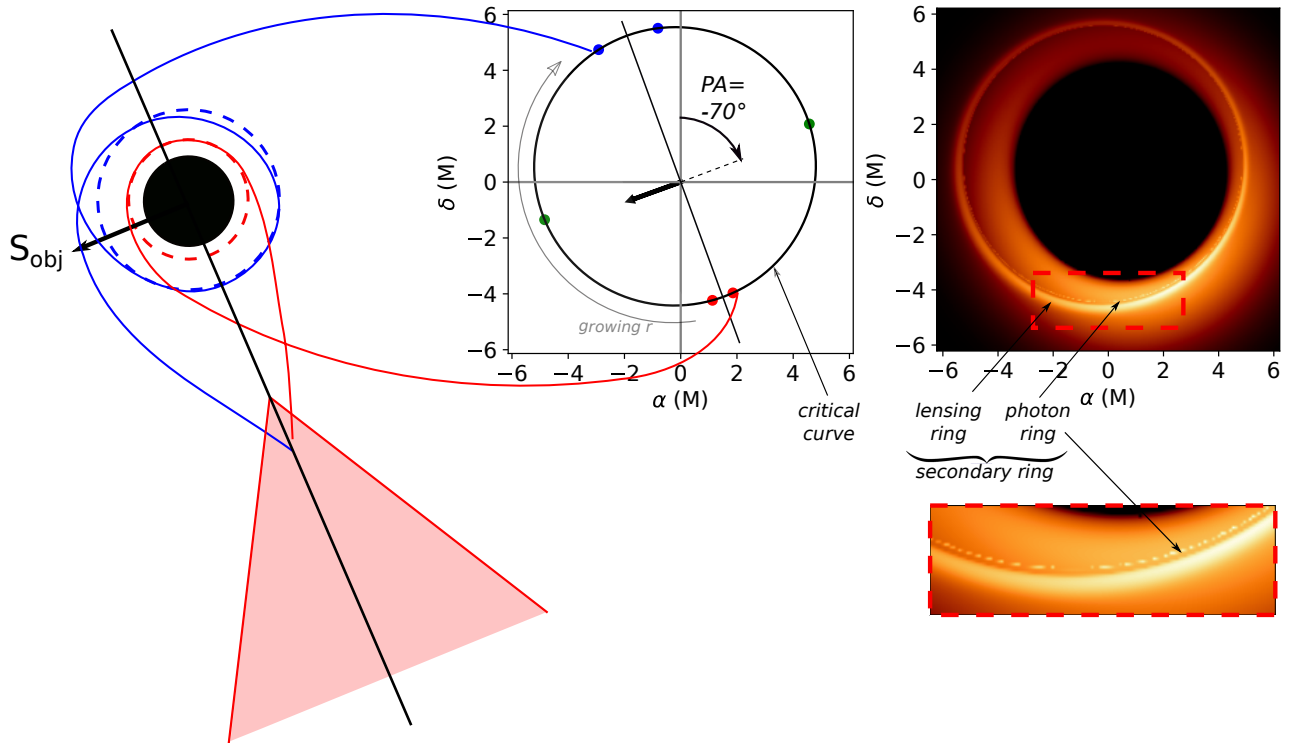 S_obj
6
4
2
0
−2
−4
−6
δ (M)
−6 −4 −2 0 2 4 6
α (M)
PA=
-70°
growing r
critical
curve
6
4
2
0
−2
−4
−6
δ (M)
−6 −4 −2 0 2 4 6
α (M)
lensing
ring
photon
ring
secondary ring